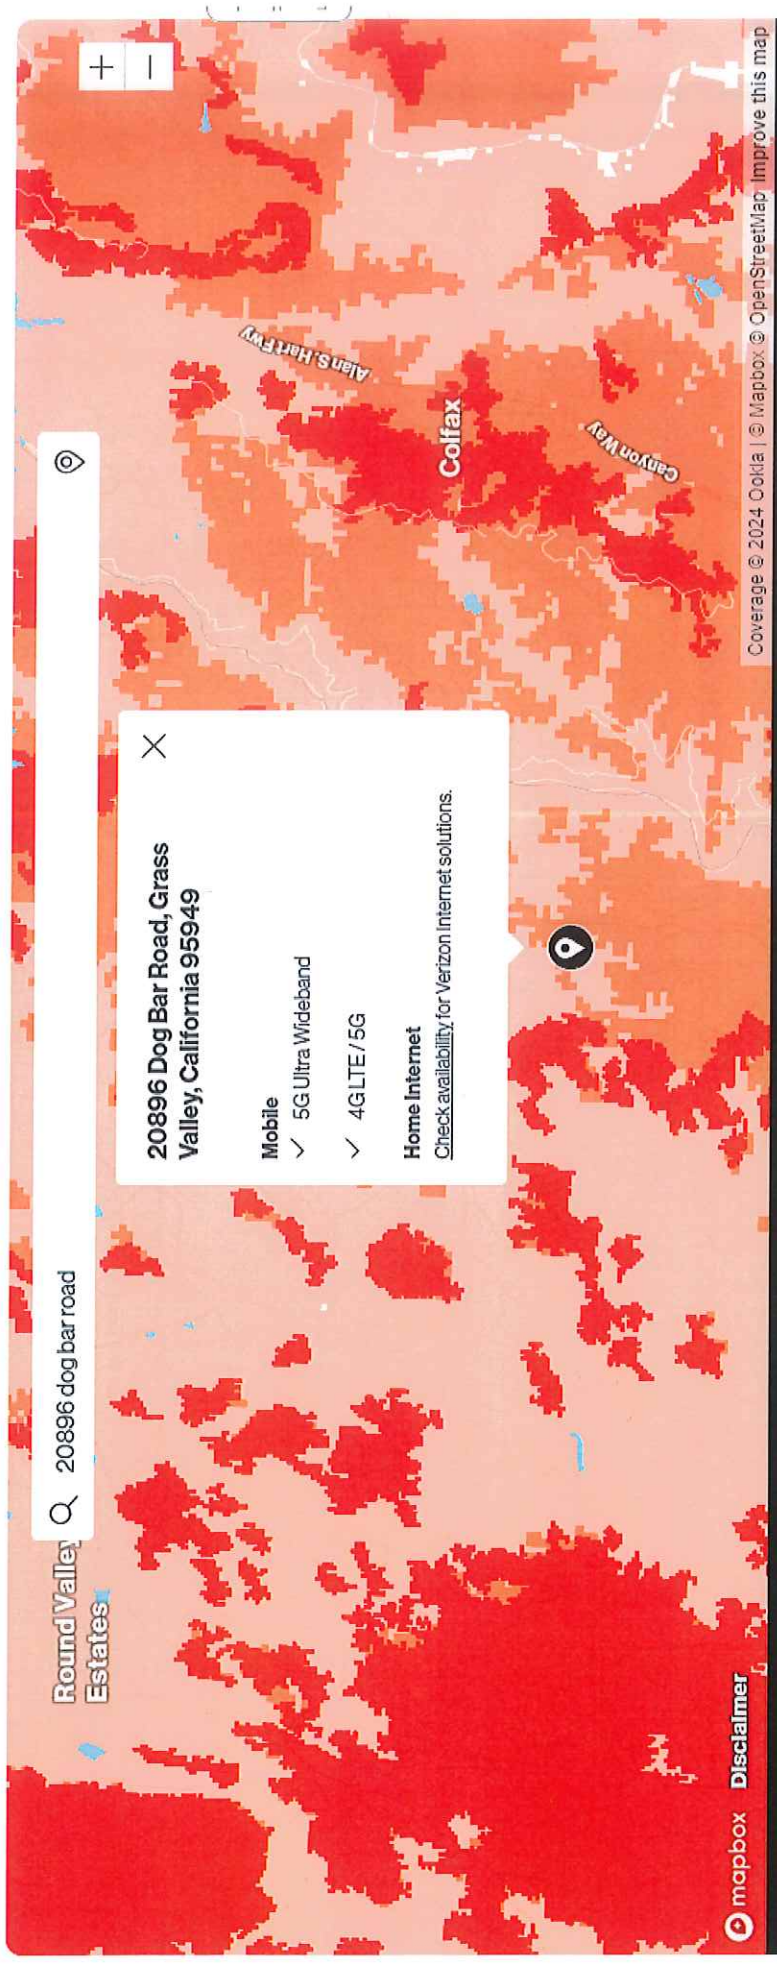 Round Valley
Estates
20896 dog bar road
20896 Dog Bar Road, Grass
Valley, California 95949
Mobile
5G Ultra Wideband
4G LTE / 5G
Home Internet
Check availability for Verizon Internet solutions.
Alan S. Hart Fwy
Colfax
Canyon Way
mapbox
Disclaimer
Coverage © 2024 Ookla | © Mapbox © OpenStreetMap Improve this map